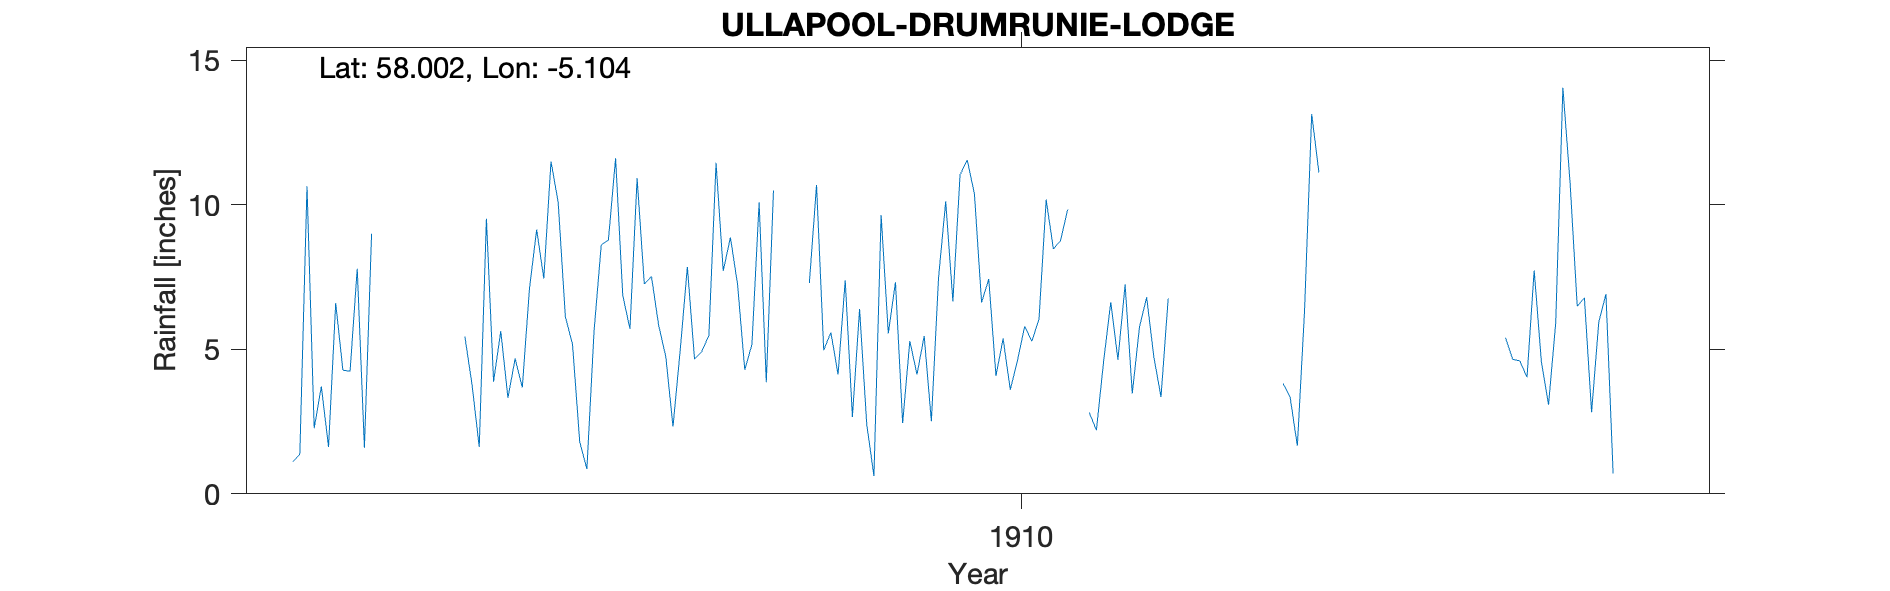 ULLAPOOL-DRUMRUNIE-LODGE
Lat: 58.002, Lon: -5.104
15
10
5
0
Rainfall [inches]
1910
Year